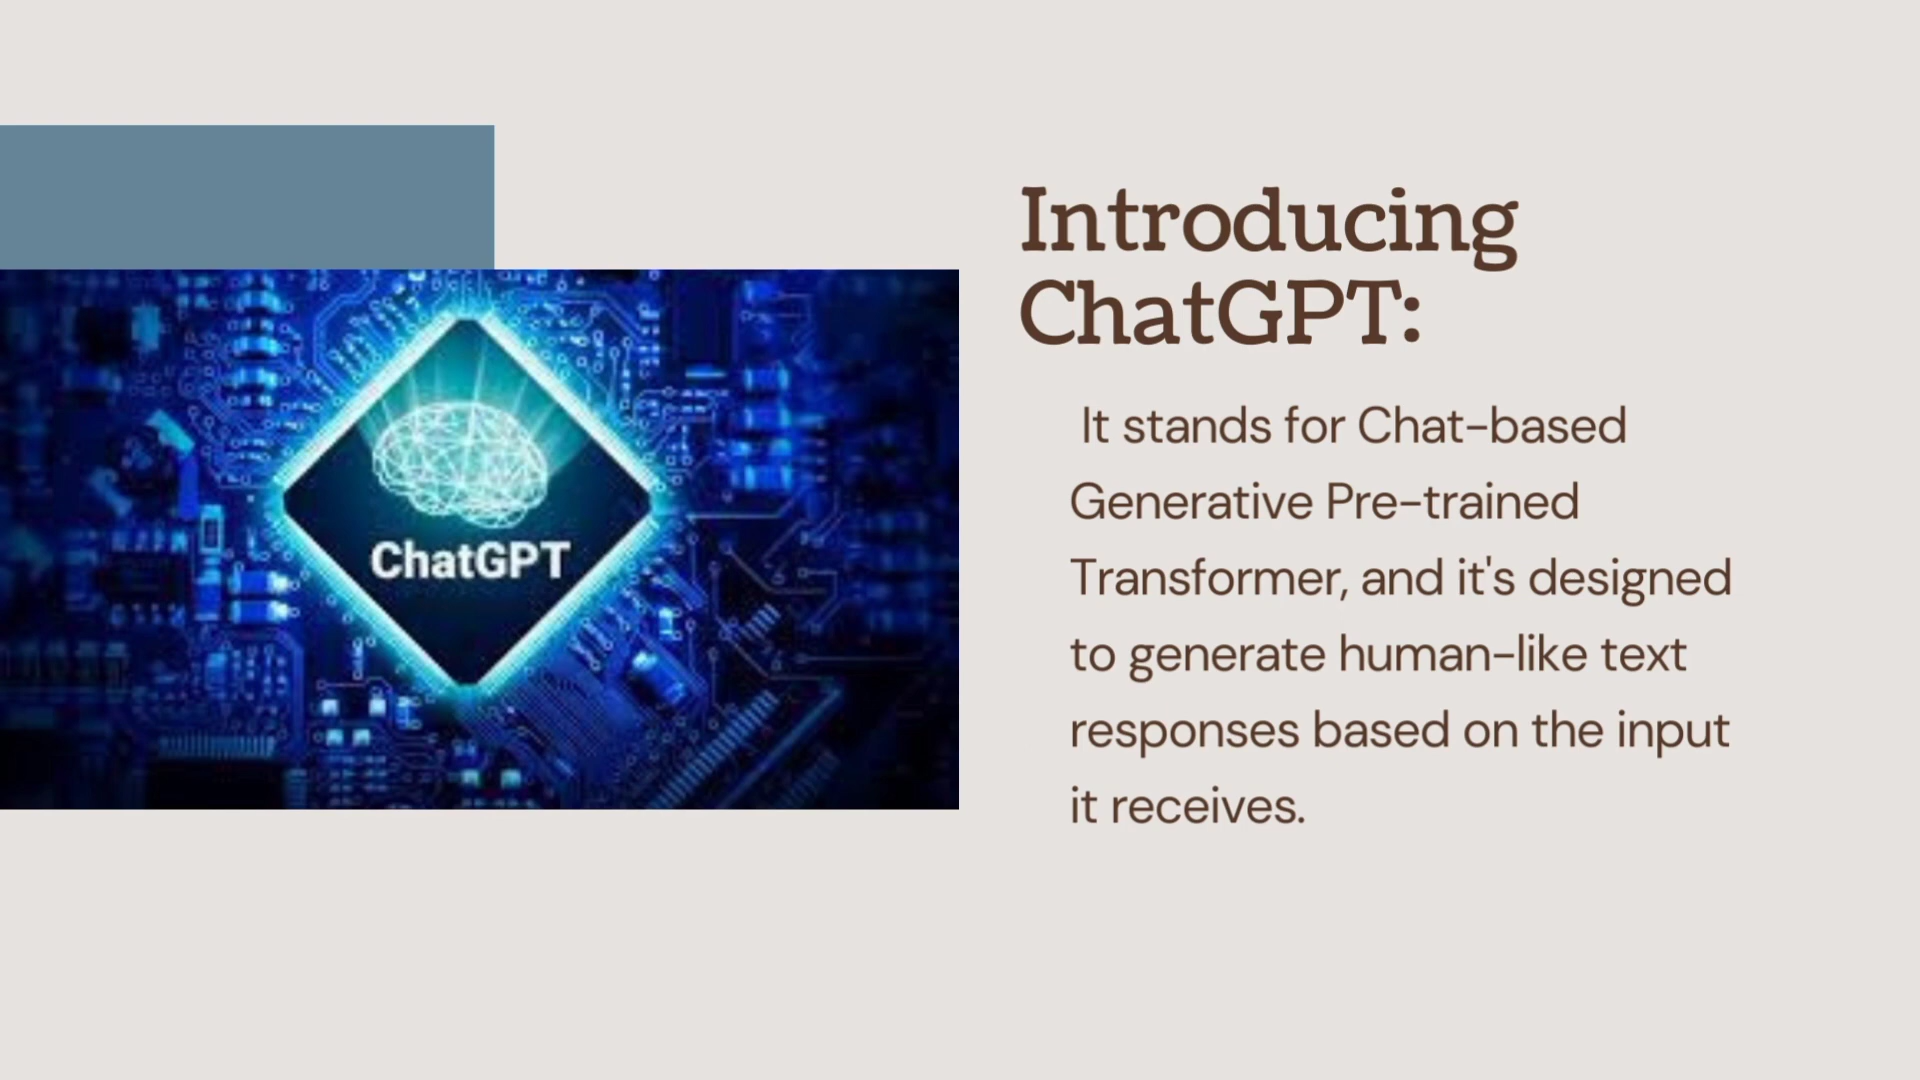 Introducing
ChatGPT:
It stands for Chat-based
Generative Pre-trained
Transformer, and it's designed
to generate human-like text
responses based on the input
it receives.
ChatGPT